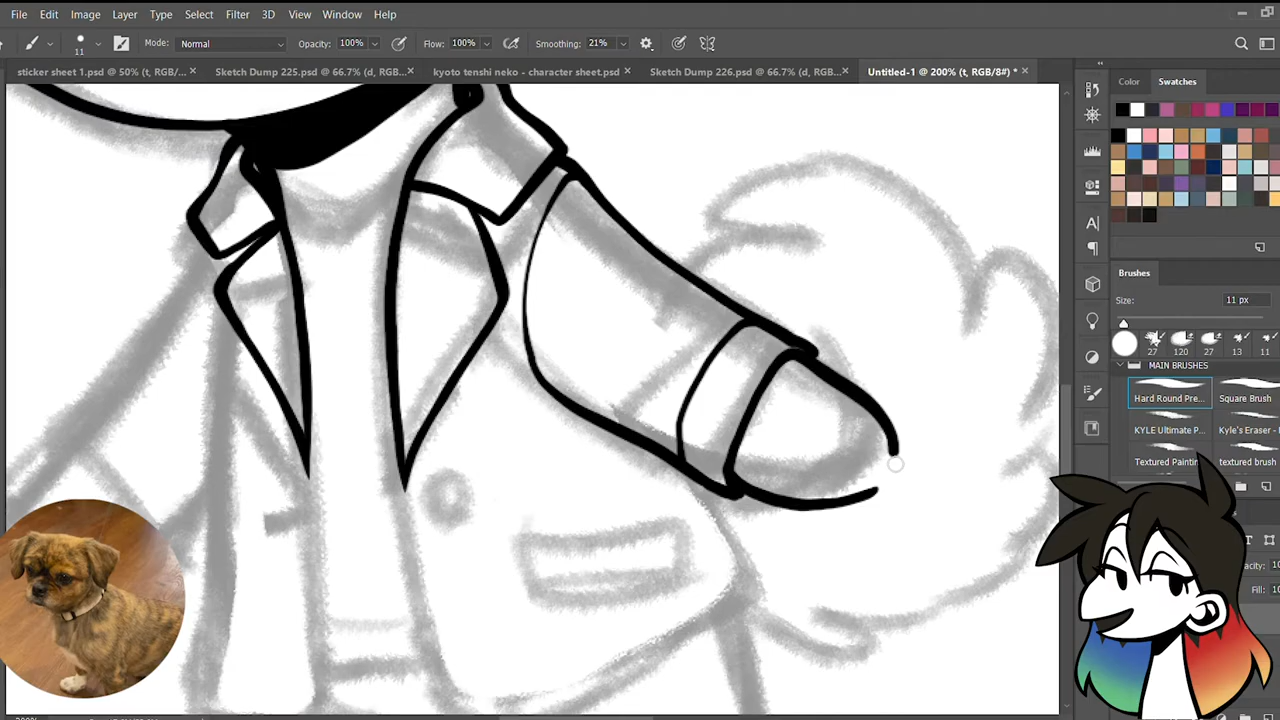 File Edit Image Layer Type Select Filter 3D View Window Help
11 Mode: Normal Opacity: 100% Flow: 100% Smoothing: 21%
sticker sheet 1.psd @ 50% (t, RGB/... × Sketch Dump 225.psd @ 66.7% (d, RGB... × kyoto tenshi neko - character sheet.psd × Sketch Dump 226.psd @ 66.7% (d, RGB/... × Untitled-1 @ 200% (t, RGB/8#) * ×
Color Swatches
Brushes
Size: 11 px
27 120 27 13 11
MAIN BRUSHES
Hard Round Pre... Square Brush
KYLE Ultimate P... Kyle's Eraser -
Textured Paintin textured brush
Fill: 10